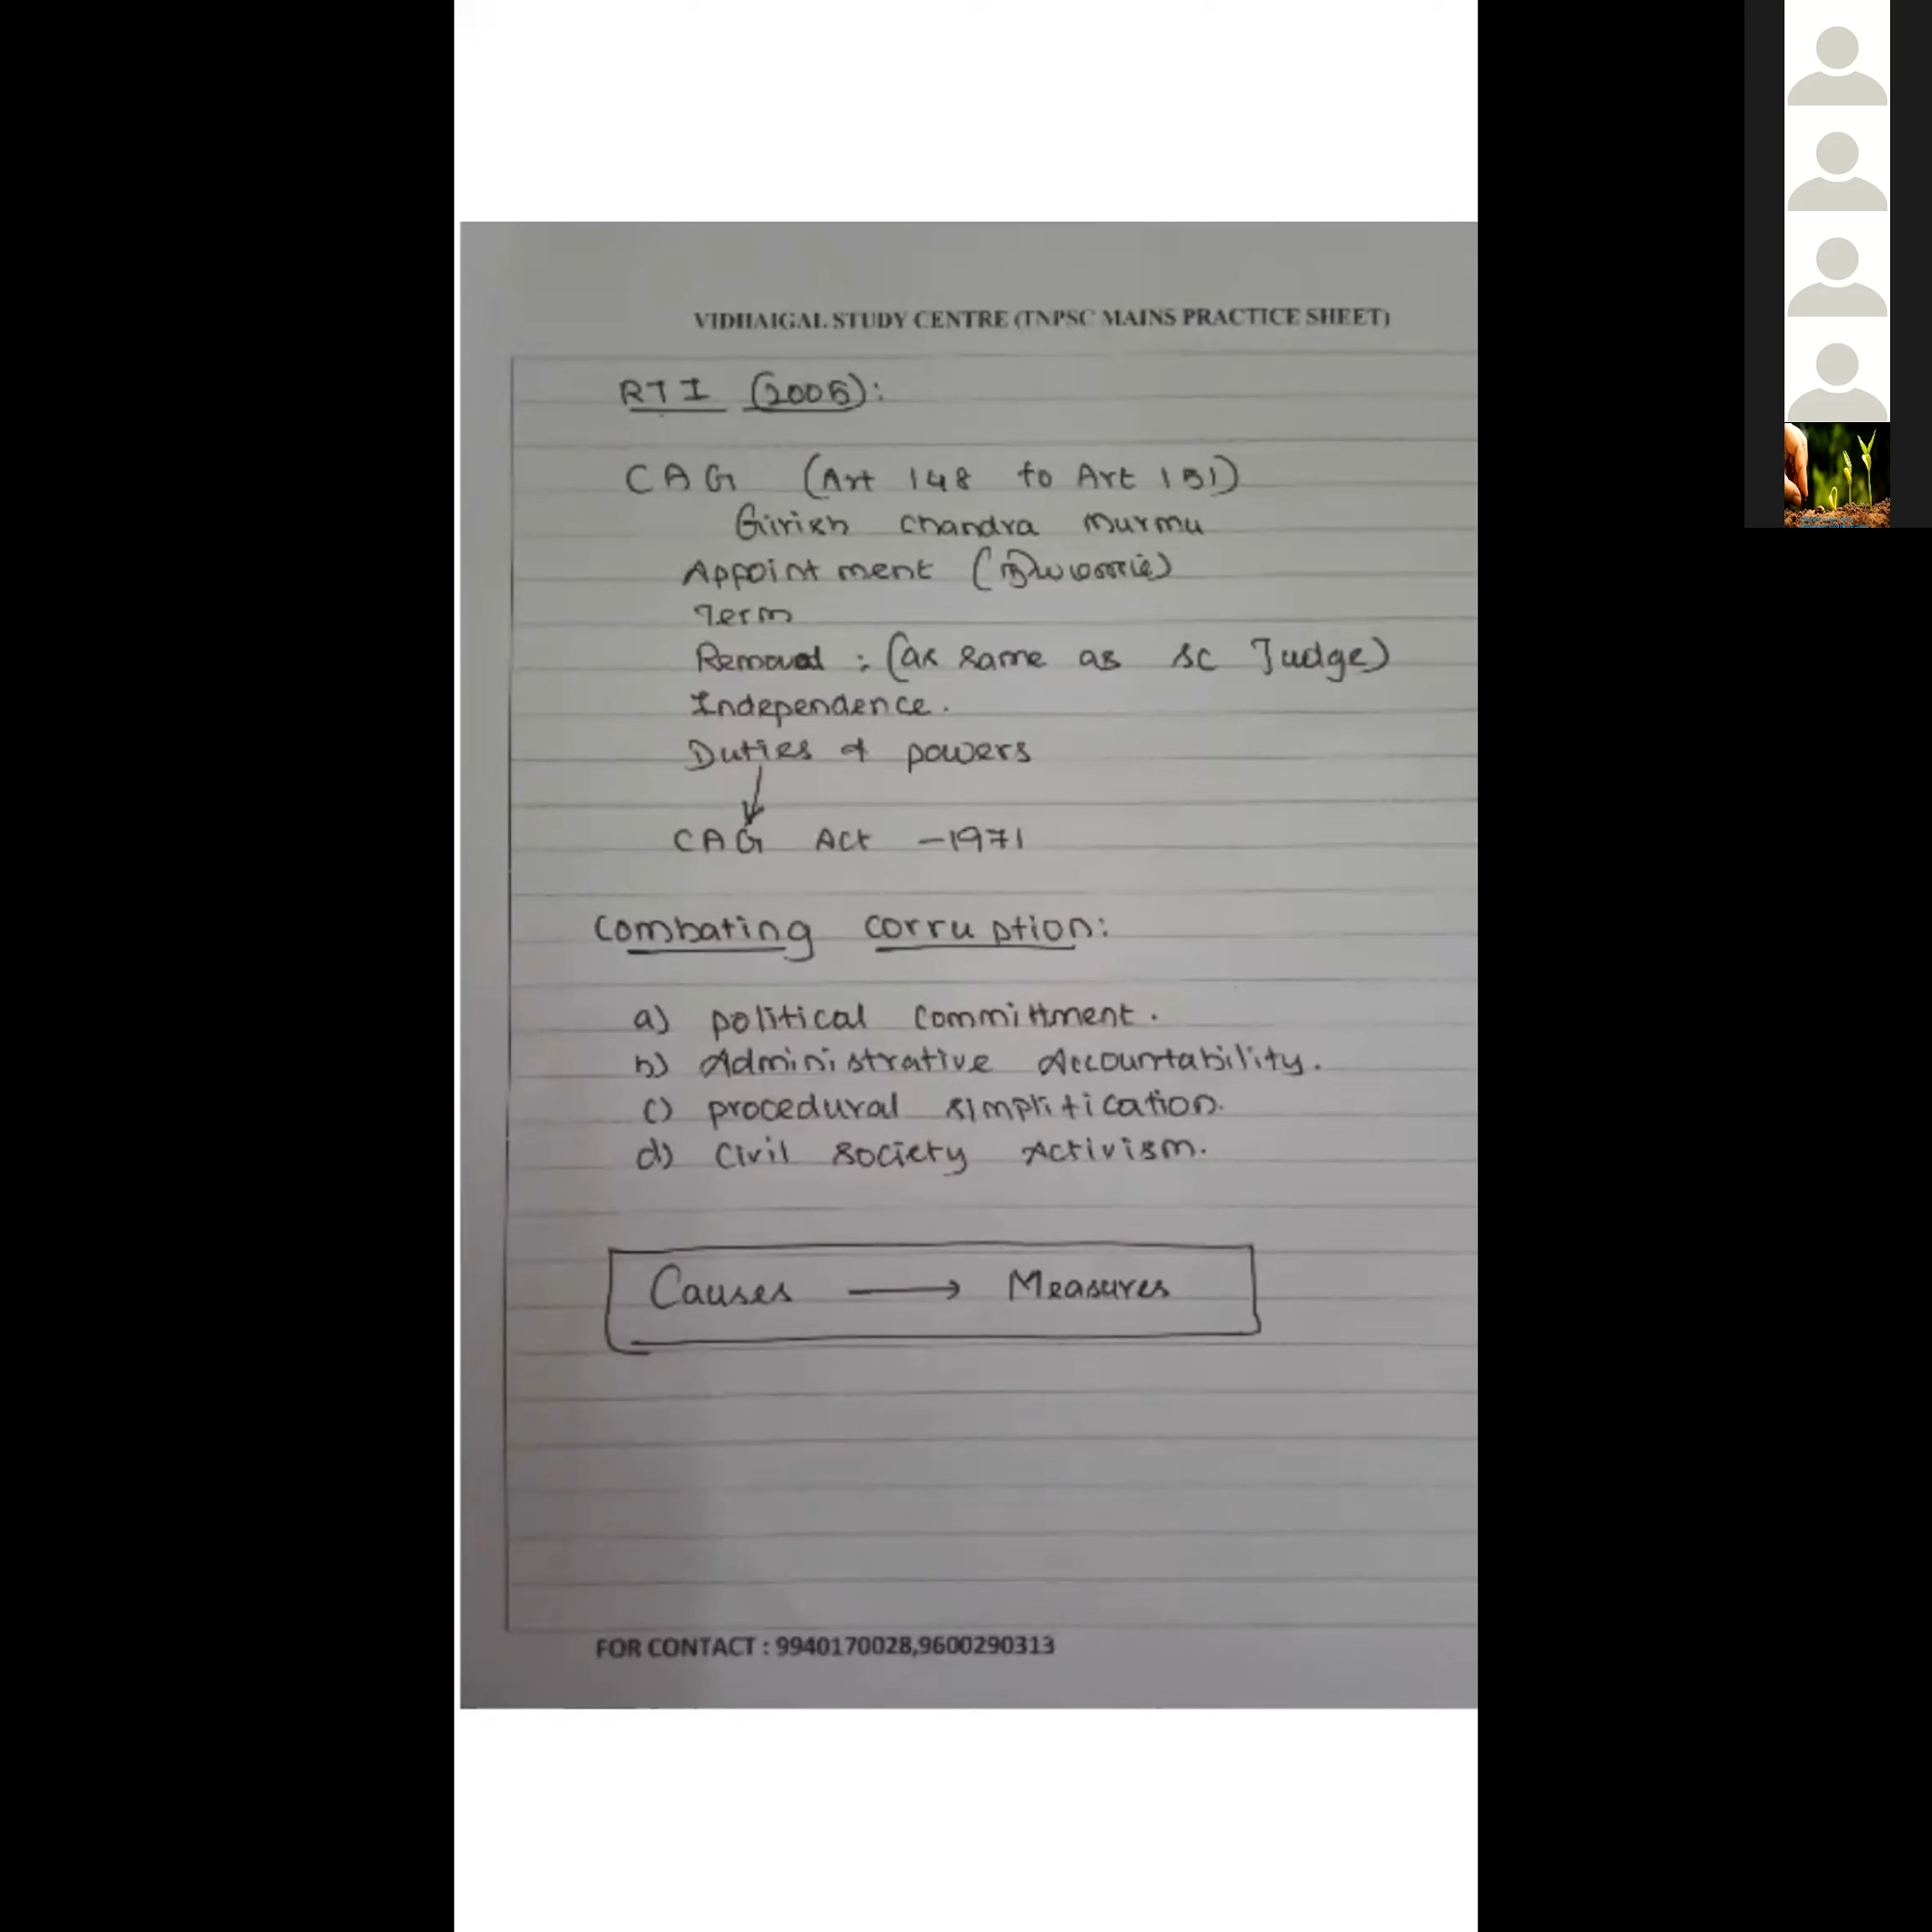 VIDHAIGAL STUDY CENTRE (TNPSC MAINS PRACTICE SHEET)
RTI (2005):
CAG (Art 148 to Art 151)
Girish Chandra Murmu
Appointment (நியமனம்)
Term
Removal : (as same as SC Judge)
Independence.
Duties & powers
CAG Act - 1971
Combating Corruption:
a) political Committment.
b) Administrative Accountability.
c) procedural simplification.
d) Civil Society Activism.
Causes → Measures
FOR CONTACT : 9940170028,9600290313